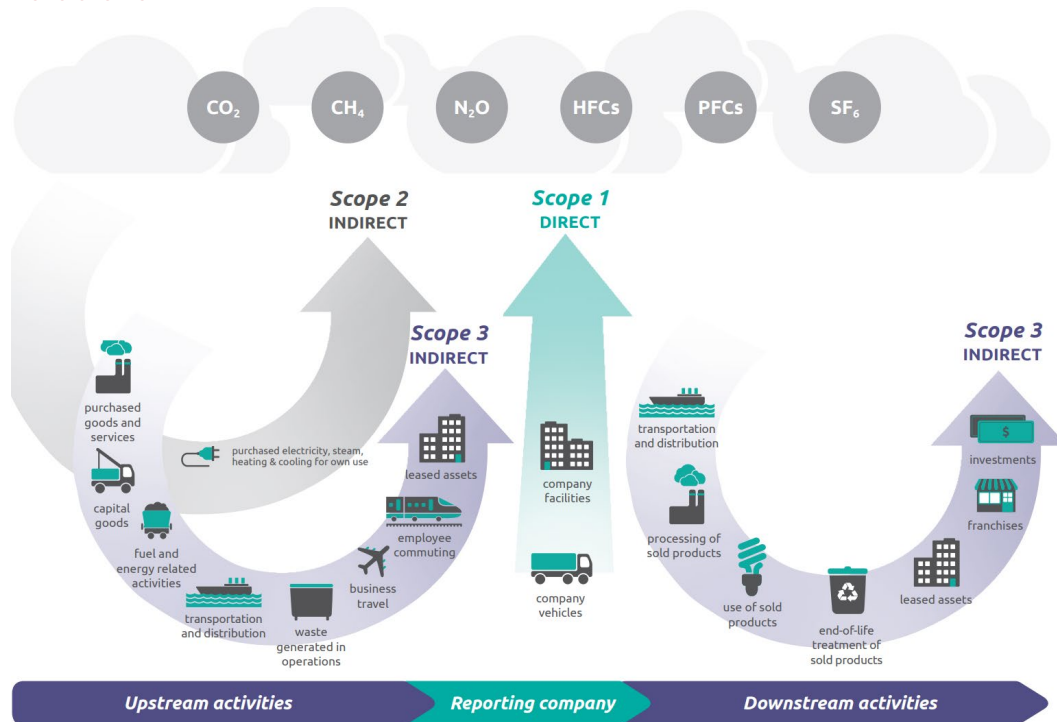 CO₂
CH₄
N₂O
HFCs
PFCs
SF₆
Scope 2
INDIRECT
Scope 1
DIRECT
Scope 3
INDIRECT
Scope 3
INDIRECT
purchased
goods and
services
capital
goods
fuel and
energy related
activities
transportation
and distribution
waste
generated in
operations
business
travel
employee
commuting
leased assets
purchased electricity, steam,
heating & cooling for own use
company
facilities
company
vehicles
transportation
and distribution
processing of
sold products
use of sold
products
end-of-life
treatment of
sold products
leased assets
franchises
investments
$
Upstream activities
Reporting company
Downstream activities